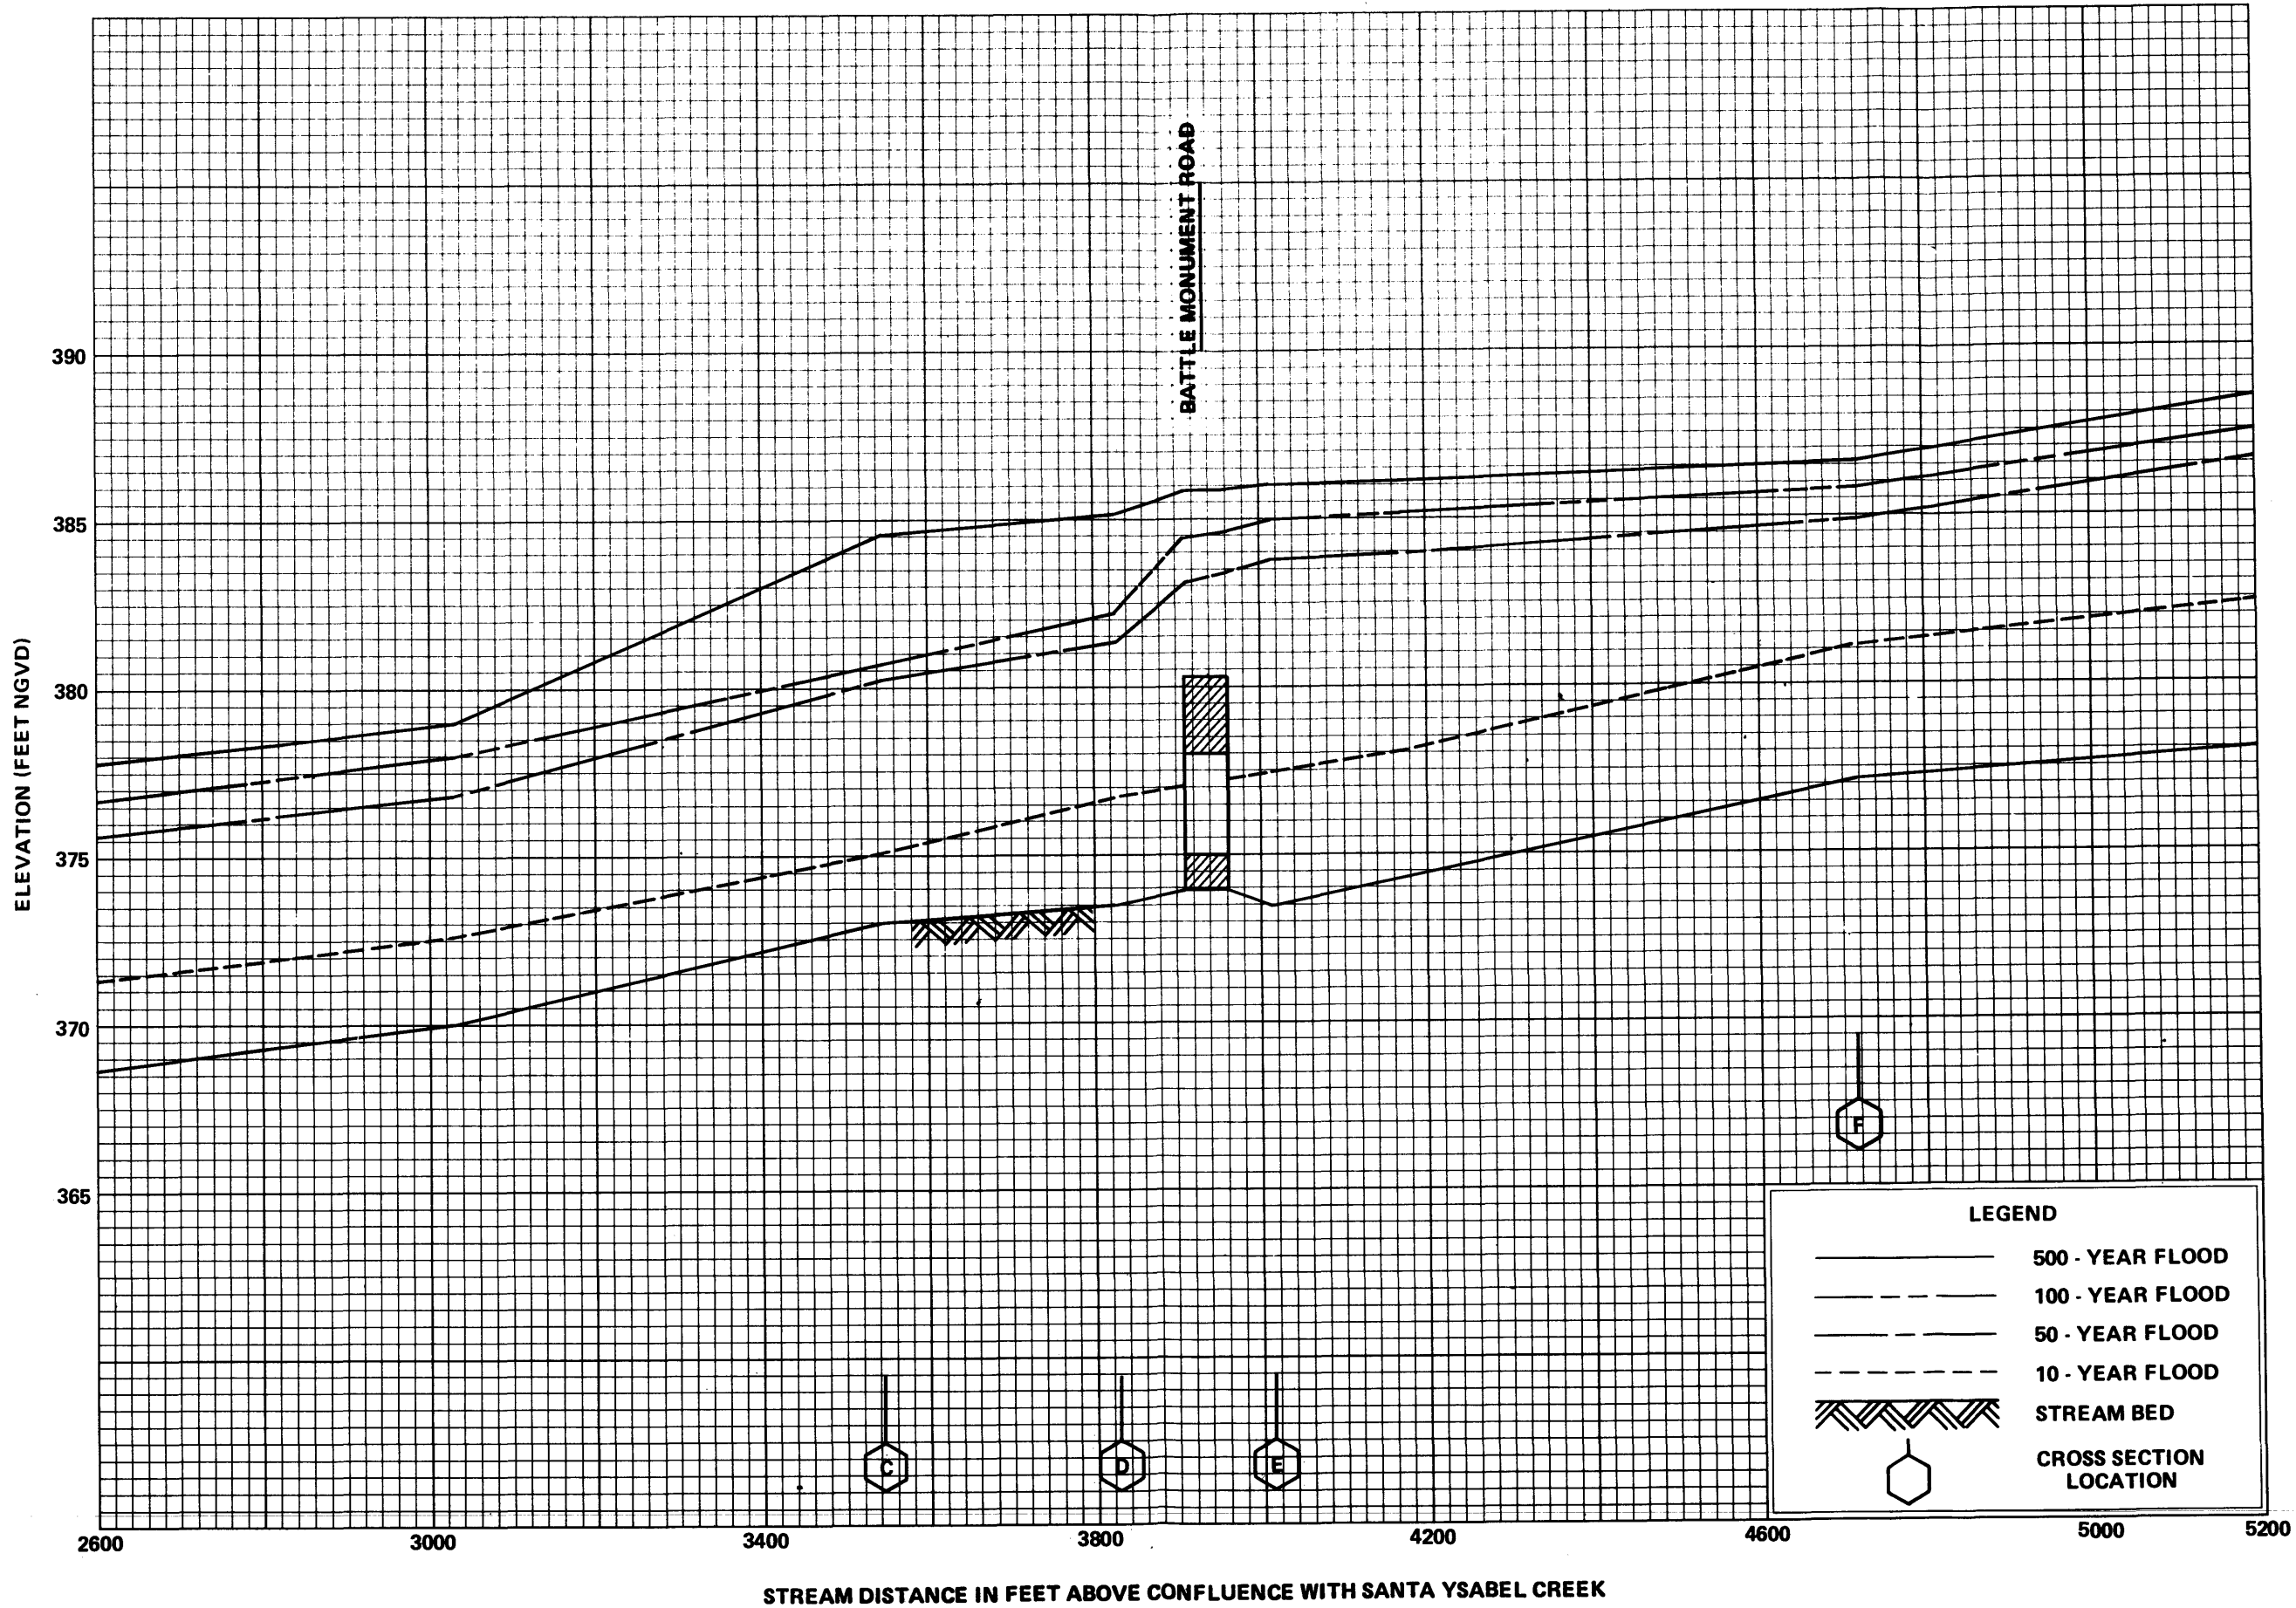 BATTLE MONUMENT ROAD
ELEVATION (FEET NGVD)
390
385
380
375
370
365
C
D
E
F
LEGEND
500 - YEAR FLOOD
100 - YEAR FLOOD
50 - YEAR FLOOD
10 - YEAR FLOOD
STREAM BED
CROSS SECTION
LOCATION
2600 3000 3400 3800 4200 4600 5000 5200
STREAM DISTANCE IN FEET ABOVE CONFLUENCE WITH SANTA YSABEL CREEK